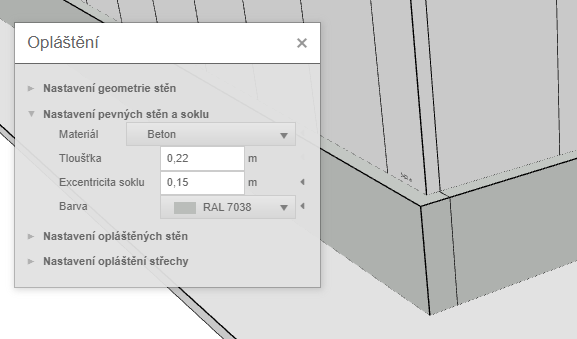 Opláštění
Nastavení geometrie stěn
Nastavení pevných stěn a soklu
Materiál Beton
Tloušťka 0,22 m
Excentricita soklu 0,15 m
Barva RAL 7038
Nastavení opláštěných stěn
Nastavení opláštění střechy